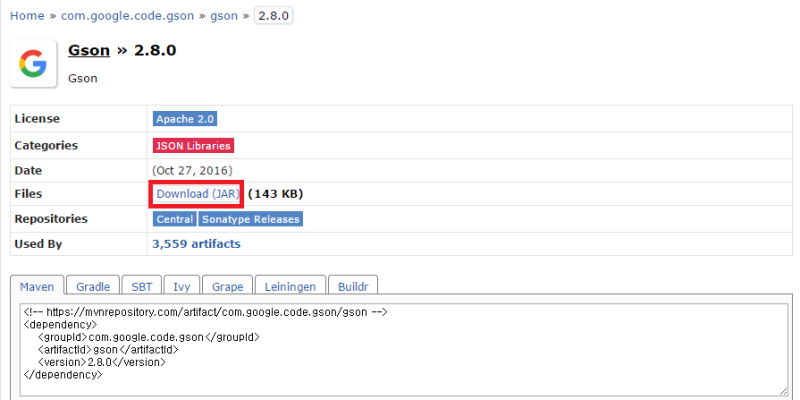 Home » com.google.code.gson » gson » 2.8.0
Gson » 2.8.0
Gson
License Apache 2.0
Categories JSON Libraries
Date (Oct 27, 2016)
Files Download (JAR) (143 KB)
Repositories Central Sonatype Releases
Used By 3,559 artifacts
Maven Gradle SBT Ivy Grape Leiningen Buildr
<!-- https://mvnrepository.com/artifact/com.google.code.gson/gson -->
<dependency>
<groupId>com.google.code.gson</groupId>
<artifactId>gson</artifactId>
<version>2.8.0</version>
</dependency>